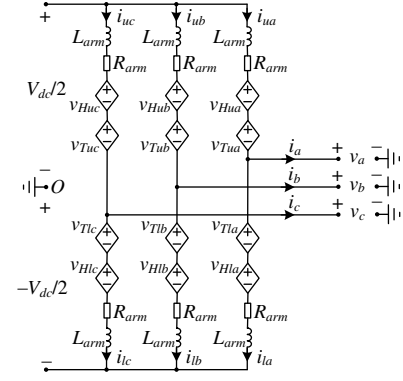 + i_uc i_ub i_ua
L_arm L_arm L_arm
R_arm R_arm R_arm
V_dc/2 v_Huc + − v_Hub + − v_Hua + −
v_Tuc + − v_Tub + − v_Tua + −
i_a + v_a −
− O i_b + v_b −
+ i_c + v_c −
v_Tlc + − v_Tlb + − v_Tla + −
v_Hlc + − v_Hlb + − v_Hla + −
−V_dc/2
R_arm R_arm R_arm
L_arm L_arm L_arm
− i_lc i_lb i_la